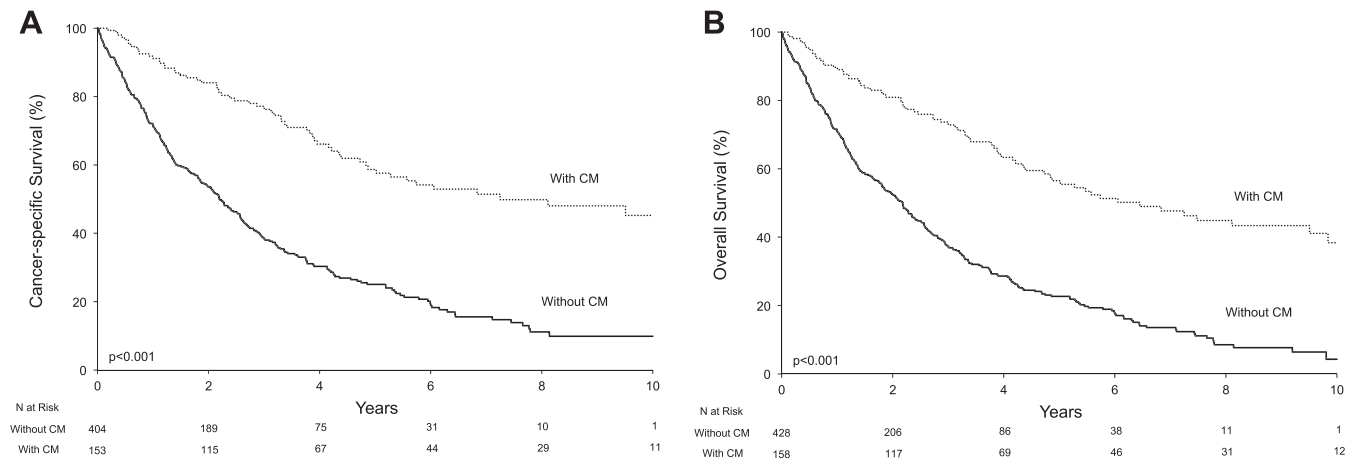 A
100
80
60
40
20
0
Cancer-specific Survival (%)
With CM
Without CM
p<0.001
0 2 4 6 8 10
Years
N at Risk
Without CM 404 189 75 31 10 1
With CM 153 115 67 44 29 11
B
100
80
60
40
20
0
Overall Survival (%)
With CM
Without CM
p<0.001
0 2 4 6 8 10
Years
N at Risk
Without CM 428 206 86 38 11 1
With CM 158 117 69 46 31 12